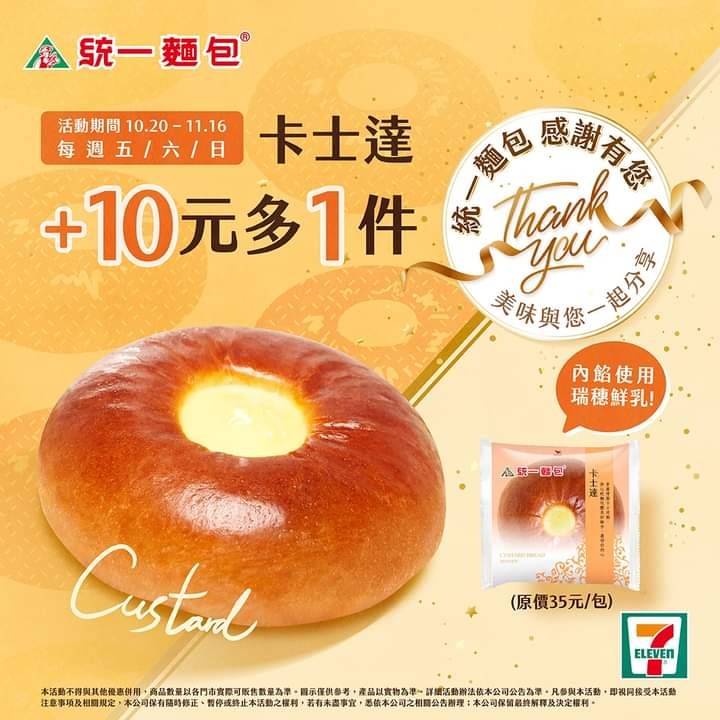 統一麵包®
活動期間 10.20 – 11.16
每週五/六/日
卡士達
+10元多1件
統一麵包 感謝有您
Thank you
美味與您一起分享
內餡使用
瑞穗鮮乳!
統一麵包
卡士達
CUSTARD BREAD
(原價35元/包)
Custard
7
ELEVEN
本活動不得與其他優惠併用,商品數量以各門市實際可販售數量為準。圖示僅供參考,產品以實物為準~詳細活動辦法依本公司公告為準。凡參與本活動,即視同接受本活動
注意事項及相關規定,本公司保有隨時修正、暫停或終止本活動之權利,若有未盡事宜,悉依本公司之相關公告辦理;本公司保留最終解釋及決定權利。